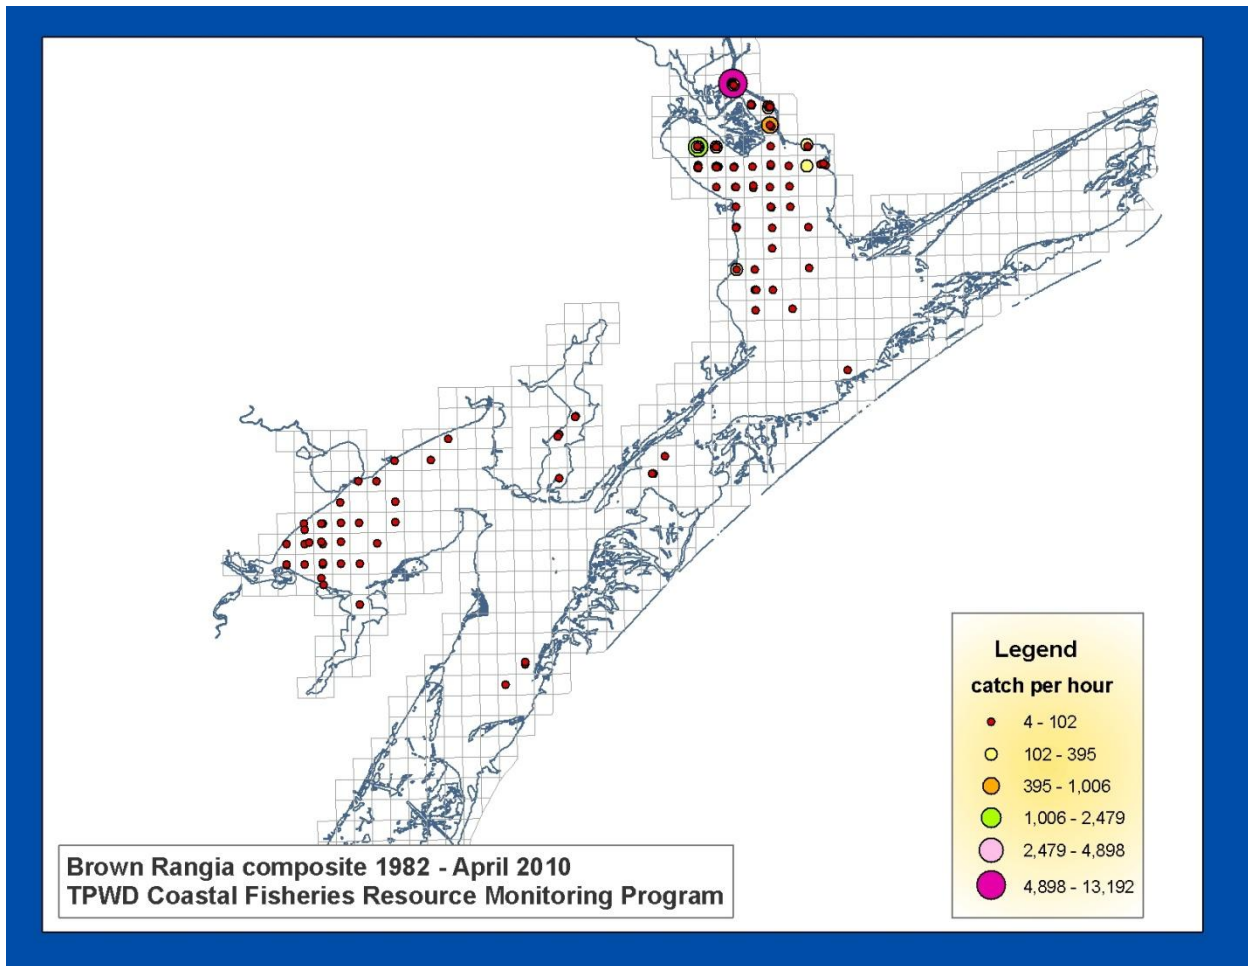 Legend
catch per hour
4 - 102
102 - 395
395 - 1,006
1,006 - 2,479
2,479 - 4,898
4,898 - 13,192
Brown Rangia composite 1982 - April 2010
TPWD Coastal Fisheries Resource Monitoring Program